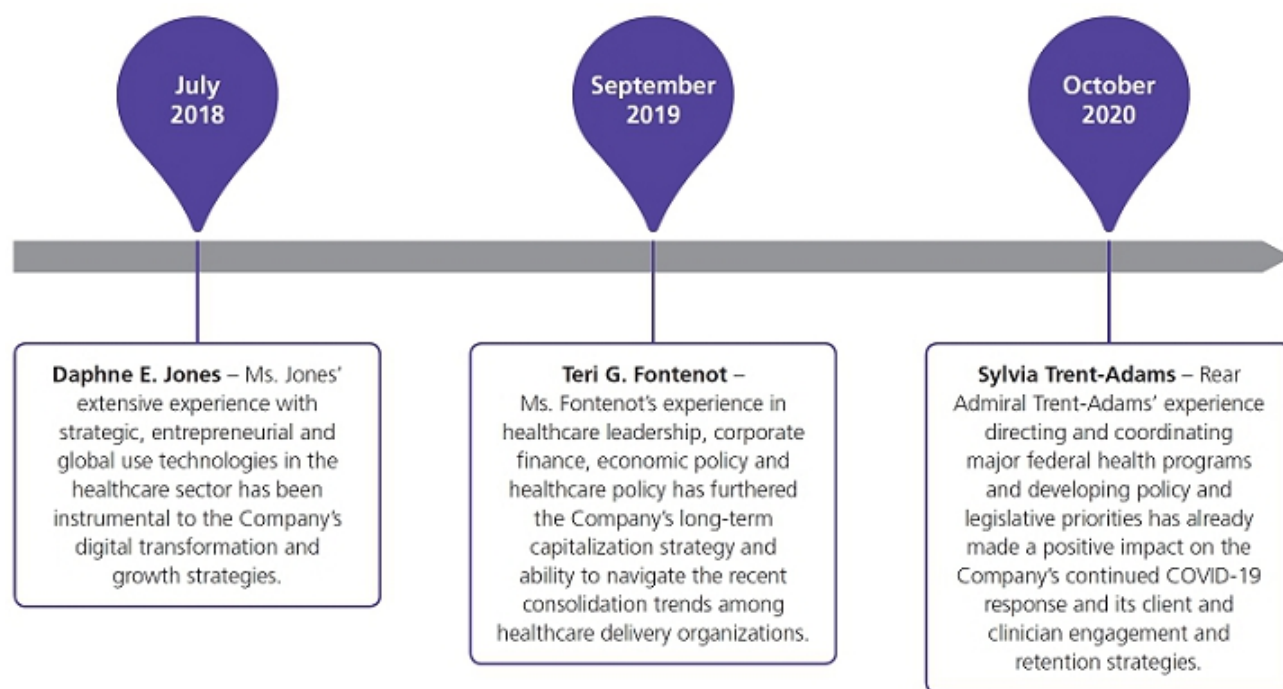 July
2018
September
2019
October
2020
Daphne E. Jones – Ms. Jones’
extensive experience with
strategic, entrepreneurial and
global use technologies in the
healthcare sector has been
instrumental to the Company’s
digital transformation and
growth strategies.
Teri G. Fontenot –
Ms. Fontenot’s experience in
healthcare leadership, corporate
finance, economic policy and
healthcare policy has furthered
the Company’s long-term
capitalization strategy and
ability to navigate the recent
consolidation trends among
healthcare delivery organizations.
Sylvia Trent-Adams – Rear
Admiral Trent-Adams’ experience
directing and coordinating
major federal health programs
and developing policy and
legislative priorities has already
made a positive impact on the
Company’s continued COVID-19
response and its client and
clinician engagement and
retention strategies.